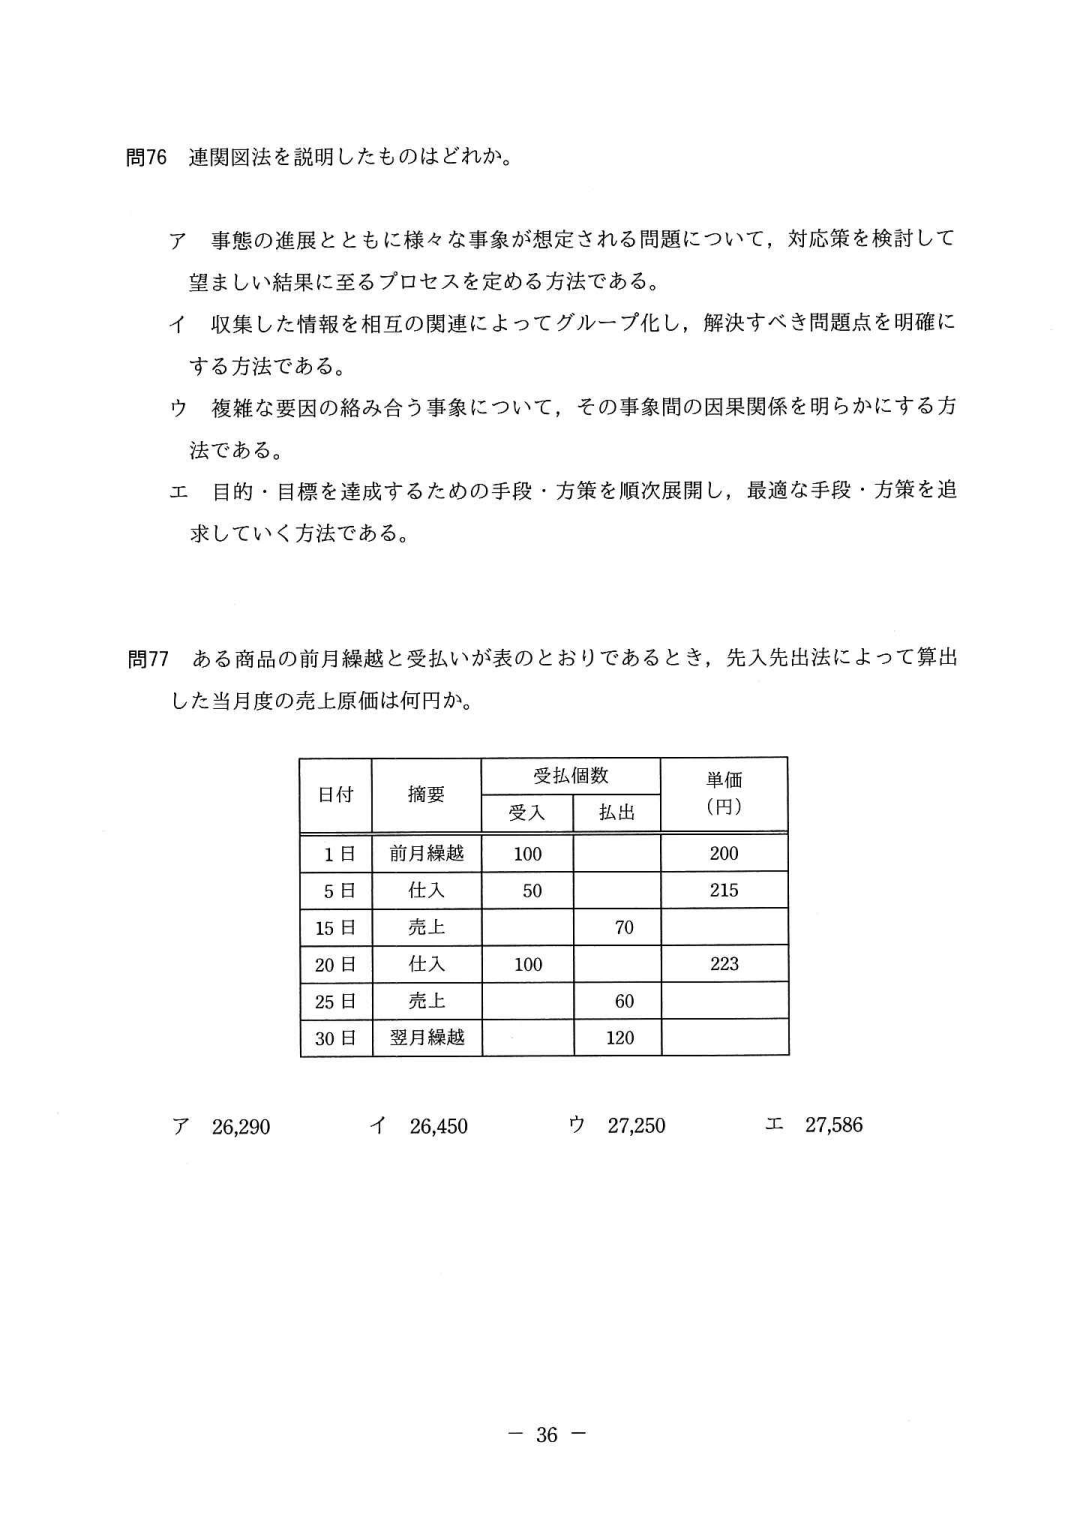 問76 連関図法を説明したものはどれか。
ア 事態の進展とともに様々な事象が想定される問題について，対応策を検討して
望ましい結果に至るプロセスを定める方法である。
イ 収集した情報を相互の関連によってグループ化し，解決すべき問題点を明確に
する方法である。
ウ 複雑な要因の絡み合う事象について，その事象間の因果関係を明らかにする方
法である。
エ 目的・目標を達成するための手段・方策を順次展開し，最適な手段・方策を追
求していく方法である。
問77 ある商品の前月繰越と受払いが表のとおりであるとき，先入先出法によって算出
した当月度の売上原価は何円か。
日付 摘要 受払個数 単価（円）
受入 払出
1日 前月繰越 100 200
5日 仕入 50 215
15日 売上 70
20日 仕入 100 223
25日 売上 60
30日 翌月繰越 120
ア 26,290 イ 26,450 ウ 27,250 エ 27,586
－ 36 －